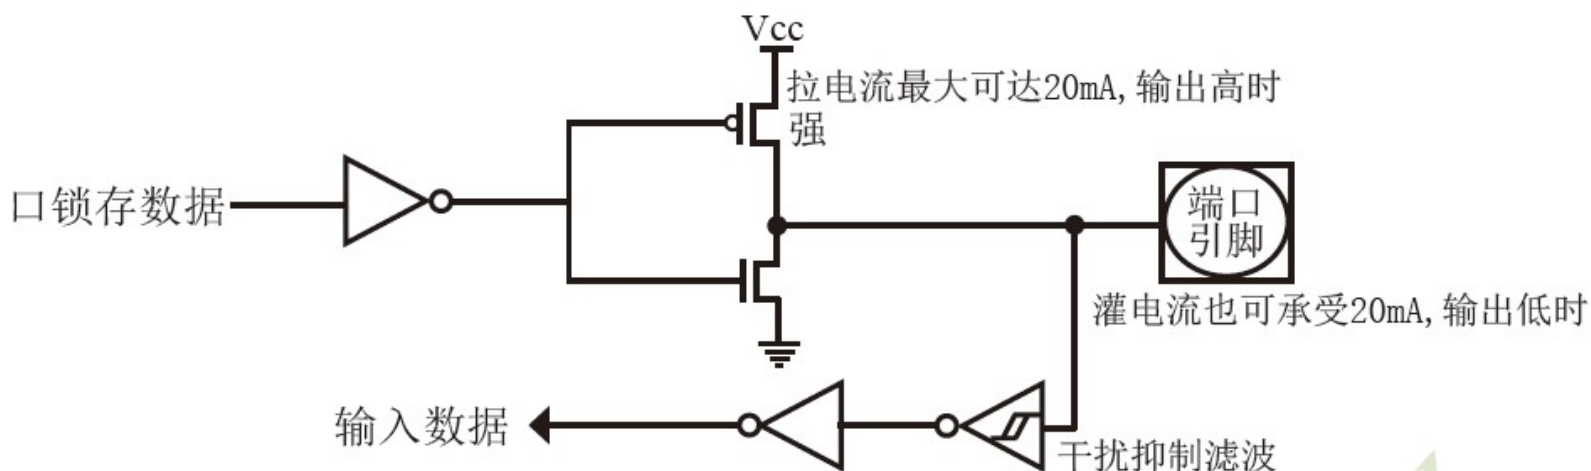 Vcc
拉电流最大可达20mA,输出高时
强
口锁存数据
端口
引脚
灌电流也可承受20mA,输出低时
输入数据
干扰抑制滤波